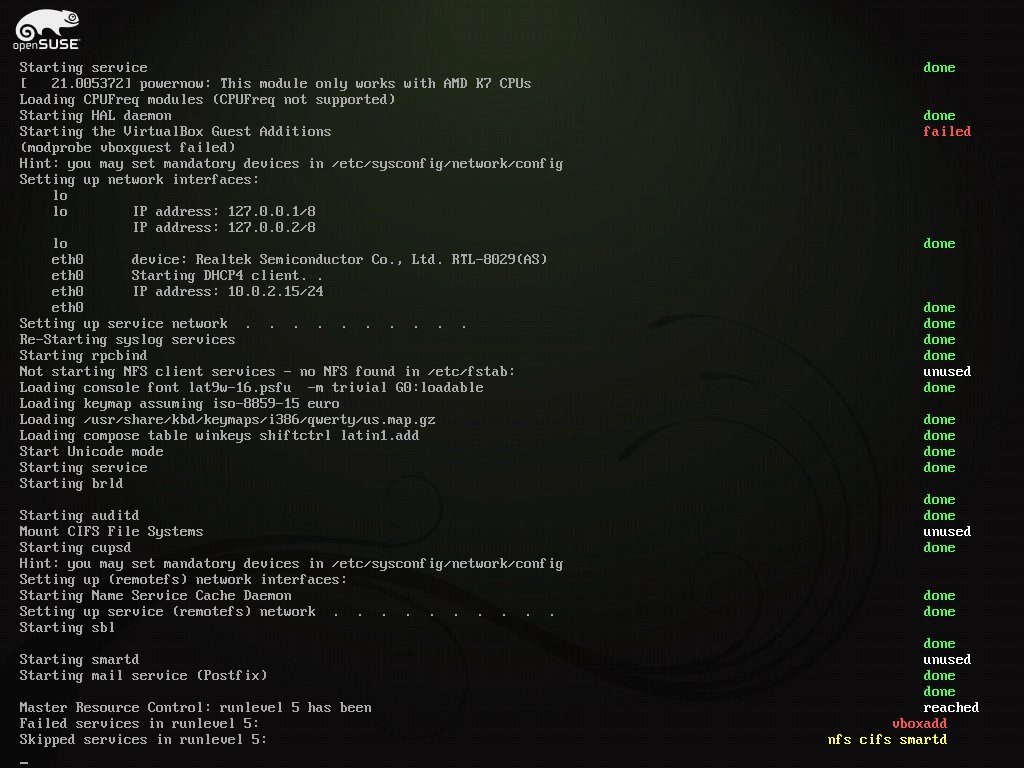 openSUSE
Starting service done
[   21.005372] powernow: This module only works with AMD K7 CPUs
Loading CPUFreq modules (CPUFreq not supported)
Starting HAL daemon done
Starting the VirtualBox Guest Additions failed
(modprobe vboxguest failed)
Hint: you may set mandatory devices in /etc/sysconfig/network/config
Setting up network interfaces:
lo
lo IP address: 127.0.0.1/8
IP address: 127.0.0.2/8
lo done
eth0 device: Realtek Semiconductor Co., Ltd. RTL-8029(AS)
eth0 Starting DHCP4 client. .
eth0 IP address: 10.0.2.15/24
eth0 done
Setting up service network . . . . . . . . . . done
Re-Starting syslog services done
Starting rpcbind done
Not starting NFS client services - no NFS found in /etc/fstab: unused
Loading console font lat9w-16.psfu  -m trivial G0:loadable done
Loading keymap assuming iso-8859-15 euro
Loading /usr/share/kbd/keymaps/i386/qwerty/us.map.gz done
Loading compose table winkeys shiftctrl latin1.add done
Start Unicode mode done
Starting service done
Starting brld
done
Starting auditd done
Mount CIFS File Systems unused
Starting cupsd done
Hint: you may set mandatory devices in /etc/sysconfig/network/config
Setting up (remotefs) network interfaces:
Starting Name Service Cache Daemon done
Setting up service (remotefs) network . . . . . . . . . . done
Starting sbl
done
Starting smartd unused
Starting mail service (Postfix) done
done
Master Resource Control: runlevel 5 has been reached
Failed services in runlevel 5: vboxadd
Skipped services in runlevel 5: nfs cifs smartd
_